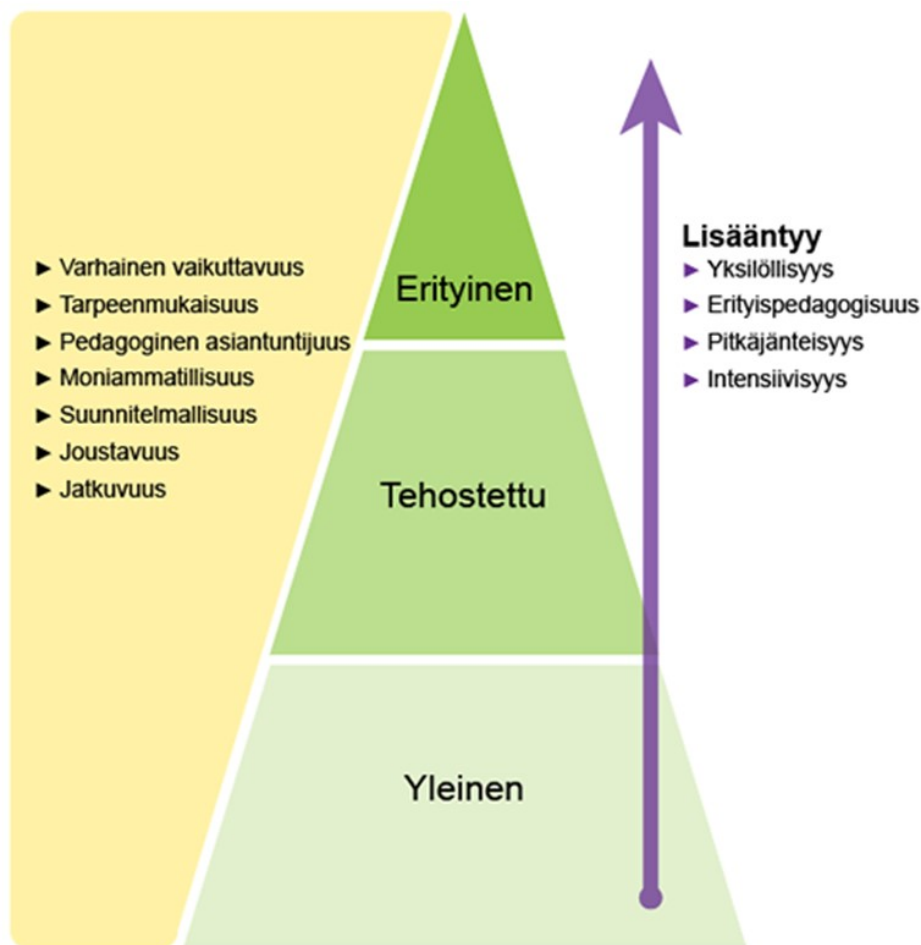 ► Varhainen vaikuttavuus
► Tarpeenmukaisuus
► Pedagoginen asiantuntijuus
► Moniammatillisuus
► Suunnitelmallisuus
► Joustavuus
► Jatkuvuus
Erityinen
Tehostettu
Yleinen
Lisääntyy
► Yksilöllisyys
► Erityispedagogisuus
► Pitkäjänteisyys
► Intensiivisyys